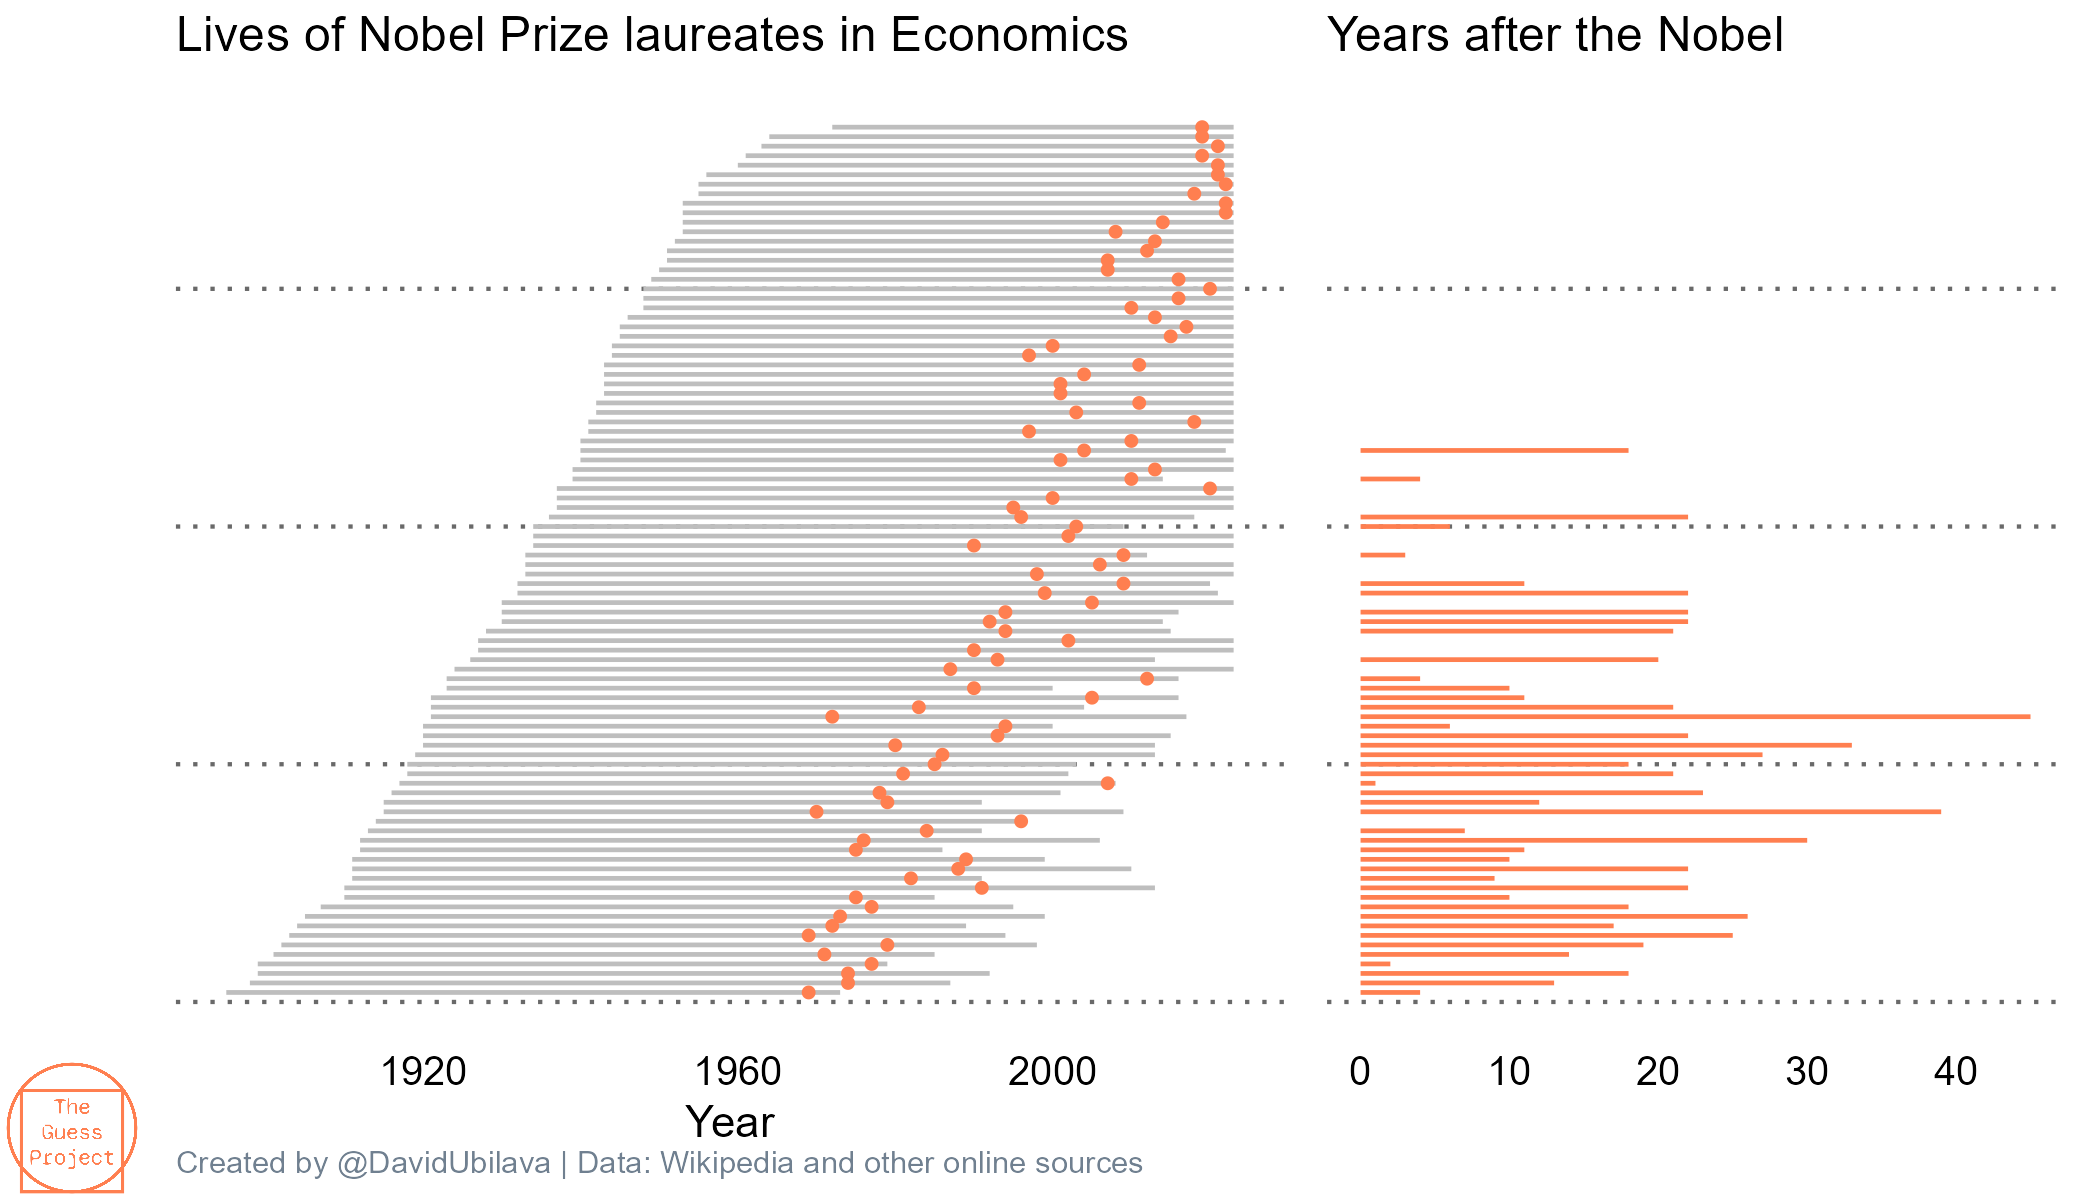 Lives of Nobel Prize laureates in Economics
Years after the Nobel
1920 1960 2000
0 10 20 30 40
Year
The
Guess
Project
Created by @DavidUbilava | Data: Wikipedia and other online sources